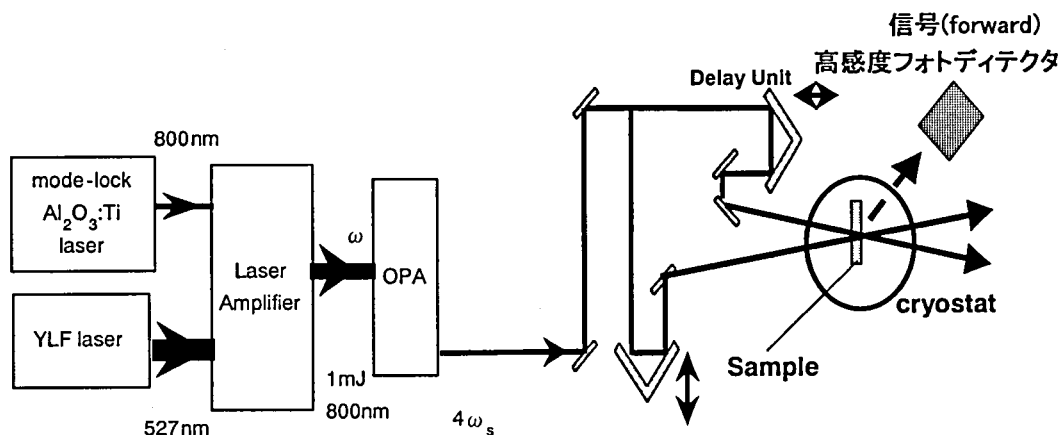 信号(forward)
高感度フォトディテクタ
Delay Unit
800nm
mode-lock
Al₂O₃:Ti
laser
ω
Laser
Amplifier
OPA
YLF laser
cryostat
Sample
1mJ
800nm
527nm
4ωₛ